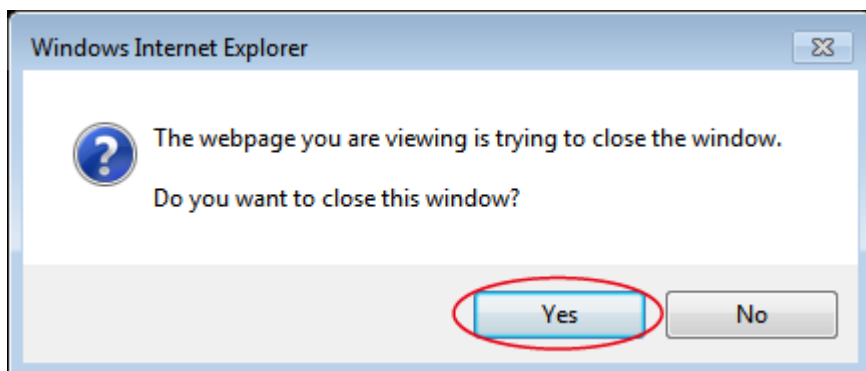 Windows Internet Explorer
The webpage you are viewing is trying to close the window.
Do you want to close this window?
Yes No